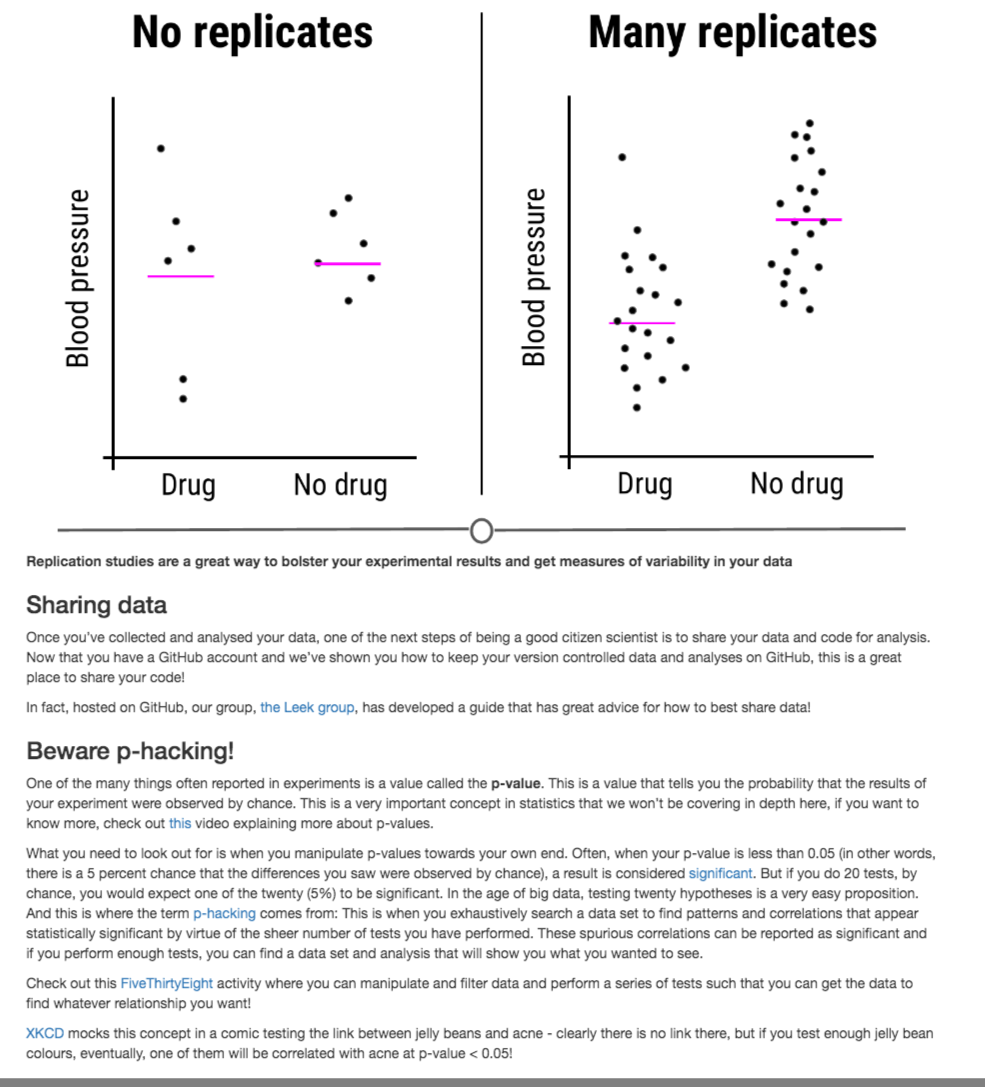 No replicates
Many replicates
Blood pressure
Drug
No drug
Blood pressure
Drug
No drug
Replication studies are a great way to bolster your experimental results and get measures of variability in your data
Sharing data
Once you've collected and analysed your data, one of the next steps of being a good citizen scientist is to share your data and code for analysis.
Now that you have a GitHub account and we've shown you how to keep your version controlled data and analyses on GitHub, this is a great
place to share your code!
In fact, hosted on GitHub, our group, the Leek group, has developed a guide that has great advice for how to best share data!
Beware p-hacking!
One of the many things often reported in experiments is a value called the p-value. This is a value that tells you the probability that the results of
your experiment were observed by chance. This is a very important concept in statistics that we won't be covering in depth here, if you want to
know more, check out this video explaining more about p-values.
What you need to look out for is when you manipulate p-values towards your own end. Often, when your p-value is less than 0.05 (in other words,
there is a 5 percent chance that the differences you saw were observed by chance), a result is considered significant. But if you do 20 tests, by
chance, you would expect one of the twenty (5%) to be significant. In the age of big data, testing twenty hypotheses is a very easy proposition.
And this is where the term p-hacking comes from: This is when you exhaustively search a data set to find patterns and correlations that appear
statistically significant by virtue of the sheer number of tests you have performed. These spurious correlations can be reported as significant and
if you perform enough tests, you can find a data set and analysis that will show you what you wanted to see.
Check out this FiveThirtyEight activity where you can manipulate and filter data and perform a series of tests such that you can get the data to
find whatever relationship you want!
XKCD mocks this concept in a comic testing the link between jelly beans and acne - clearly there is no link there, but if you test enough jelly bean
colours, eventually, one of them will be correlated with acne at p-value < 0.05!